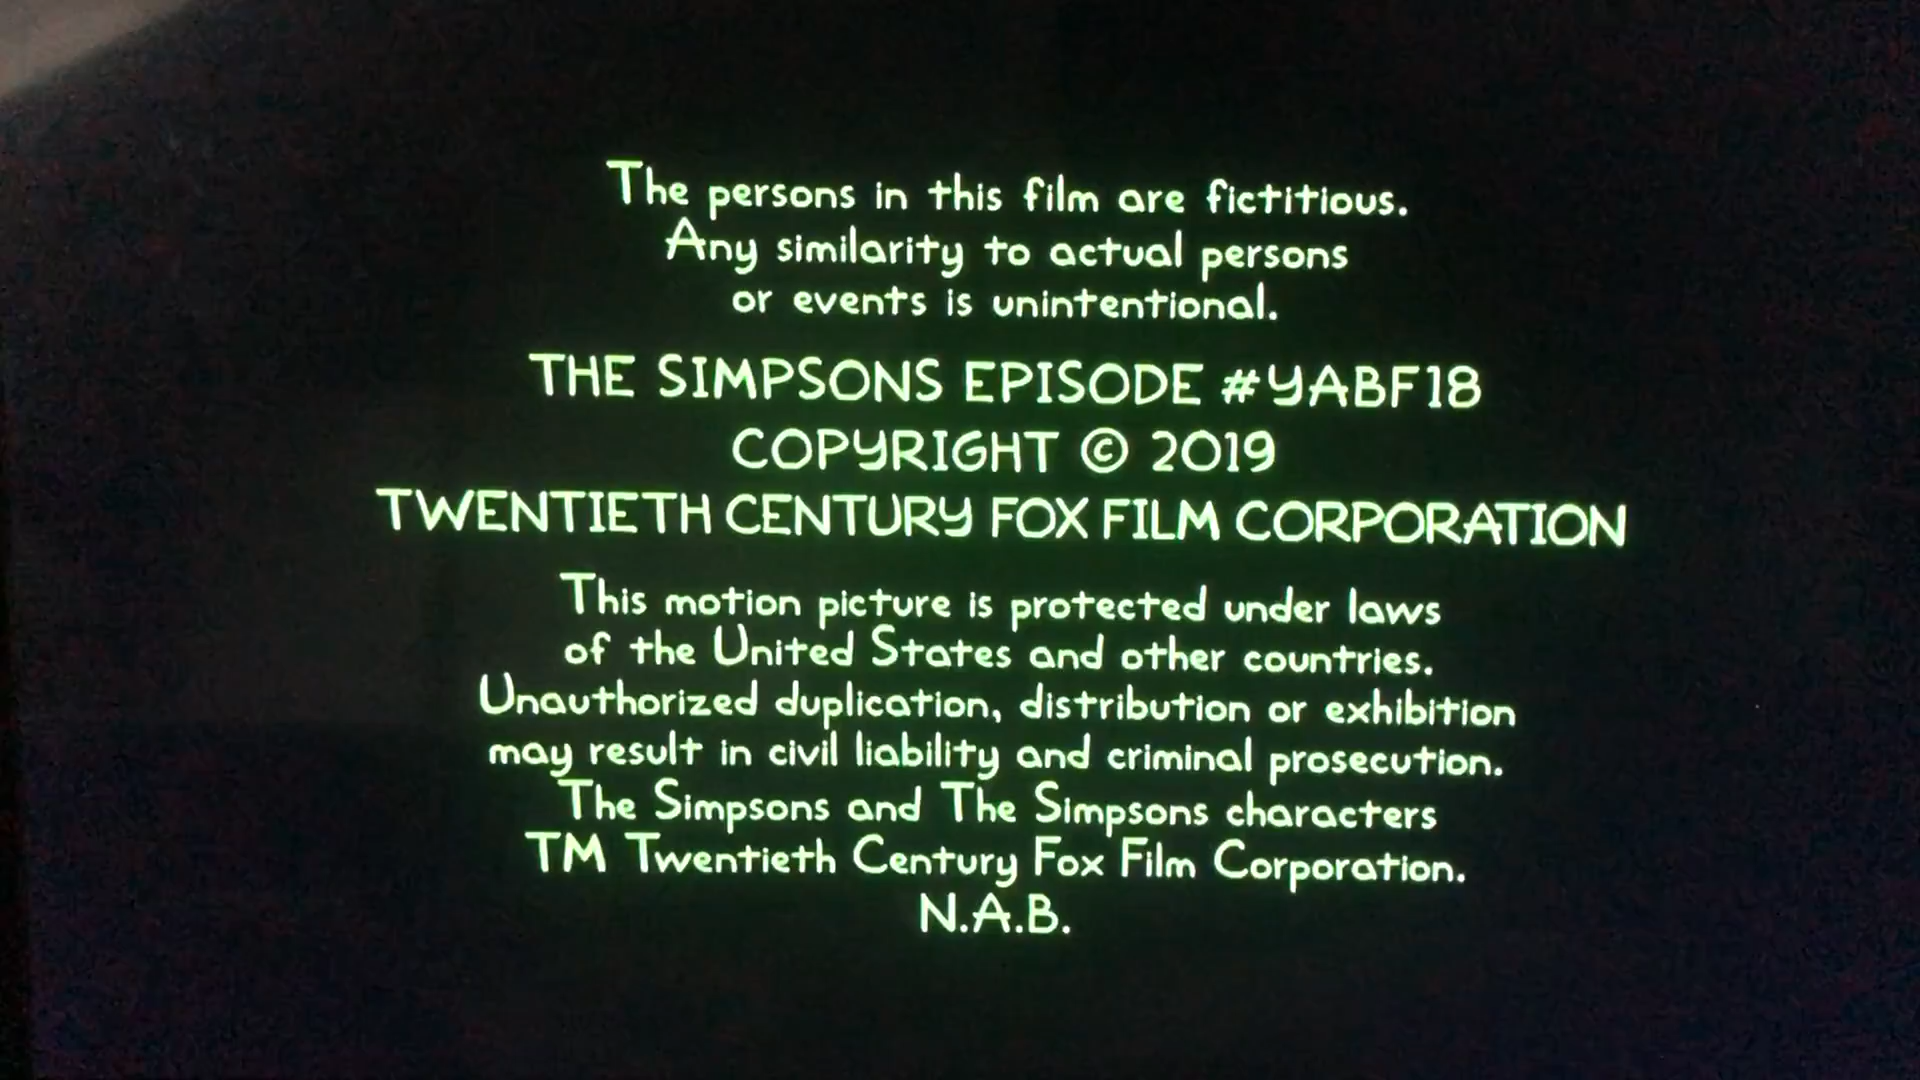 The persons in this film are fictitious.
Any similarity to actual persons
or events is unintentional.
THE SIMPSONS EPISODE #YABF18
COPYRIGHT © 2019
TWENTIETH CENTURY FOX FILM CORPORATION
This motion picture is protected under laws
of the United States and other countries.
Unauthorized duplication, distribution or exhibition
may result in civil liability and criminal prosecution.
The Simpsons and The Simpsons characters
TM Twentieth Century Fox Film Corporation.
N.A.B.